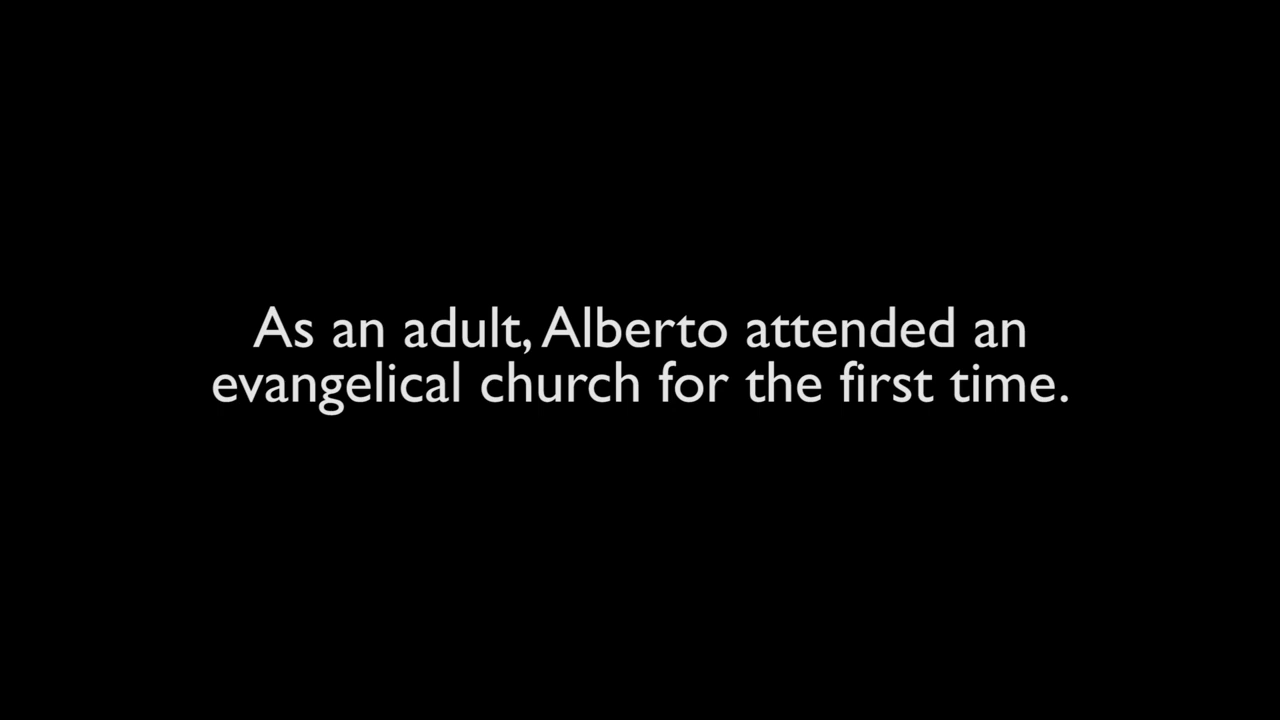 As an adult, Alberto attended an
evangelical church for the first time.